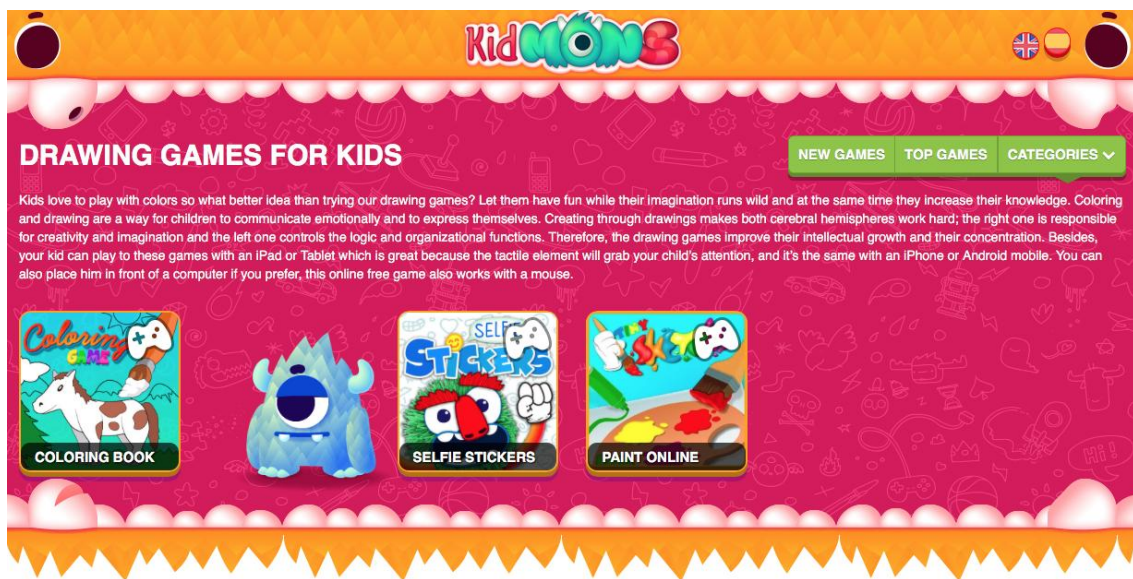 KidMONS
DRAWING GAMES FOR KIDS
NEW GAMES TOP GAMES CATEGORIES
Kids love to play with colors so what better idea than trying our drawing games? Let them have fun while their imagination runs wild and at the same time they increase their knowledge. Coloring
and drawing are a way for children to communicate emotionally and to express themselves. Creating through drawings makes both cerebral hemispheres work hard; the right one is responsible
for creativity and imagination and the left one controls the logic and organizational functions. Therefore, the drawing games improve their intellectual growth and their concentration. Besides,
your kid can play to these games with an iPad or Tablet which is great because the tactile element will grab your child's attention, and it's the same with an iPhone or Android mobile. You can
also place him in front of a computer if you prefer, this online free game also works with a mouse.
Coloring
GAME
COLORING BOOK
STICKERS
SELFIE STICKERS
PAINT ONLINE
Hi!